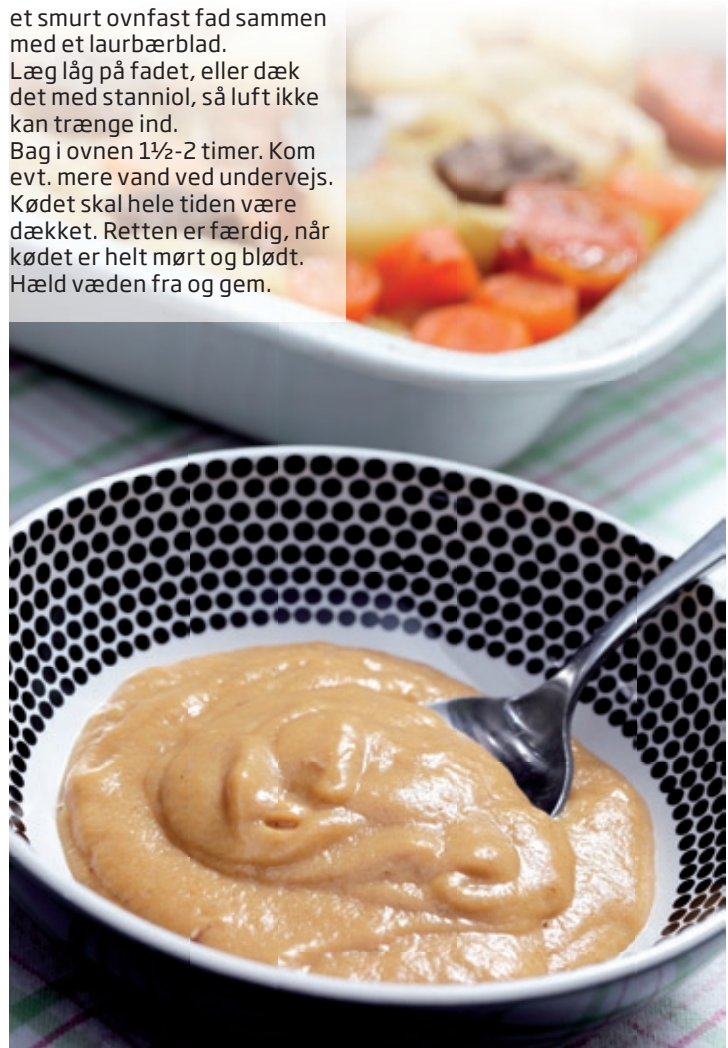 et smurt ovnfast fad sammen
med et laurbærblad.
Læg låg på fadet, eller dæk
det med stanniol, så luft ikke
kan trænge ind.
Bag i ovnen 1½-2 timer. Kom
evt. mere vand ved undervejs.
Kødet skal hele tiden være
dækket. Retten er færdig, når
kødet er helt mørt og blødt.
Hæld væden fra og gem.